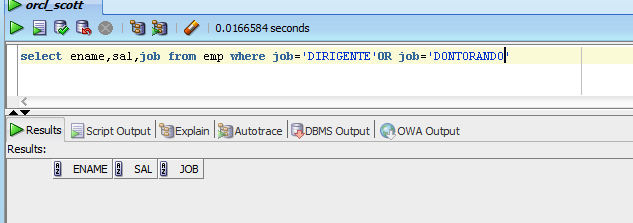 orcl_scott
0.0166584 seconds
select ename,sal,job from emp where job='DIRIGENTE'OR job='DONTORANDO'
Results Script Output Explain Autotrace DBMS Output OWA Output
Results:
ENAME SAL JOB